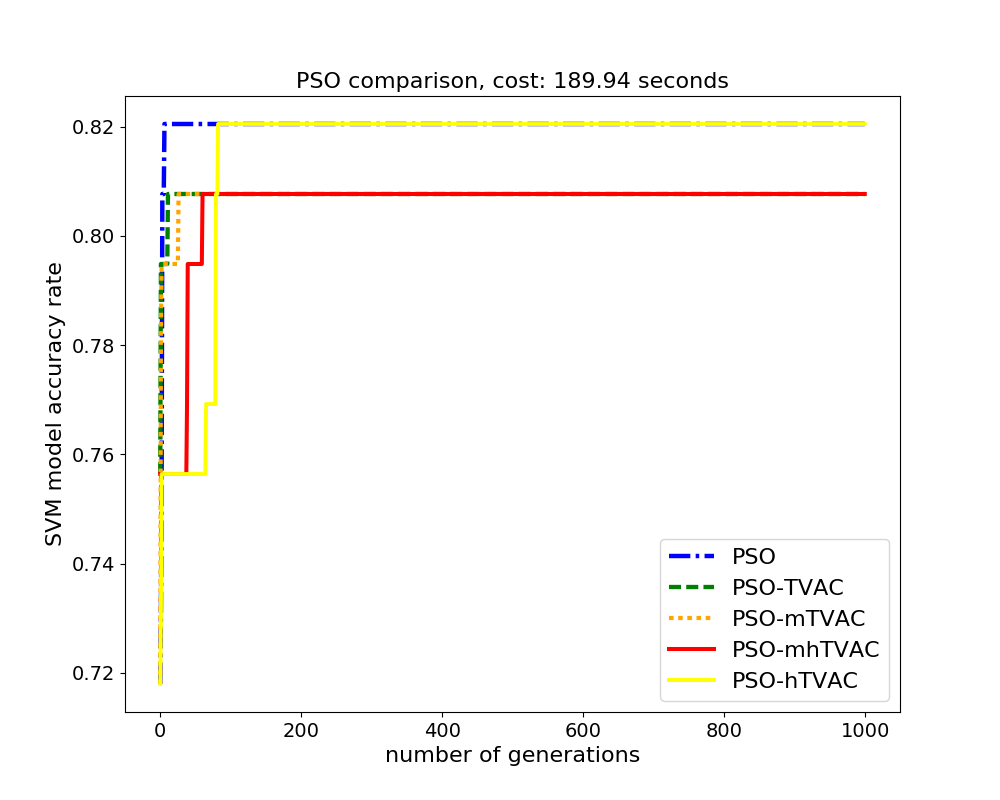 PSO comparison, cost: 189.94 seconds
SVM model accuracy rate
0.82
0.80
0.78
0.76
0.74
0.72
PSO
PSO-TVAC
PSO-mTVAC
PSO-mhTVAC
PSO-hTVAC
0 200 400 600 800 1000
number of generations